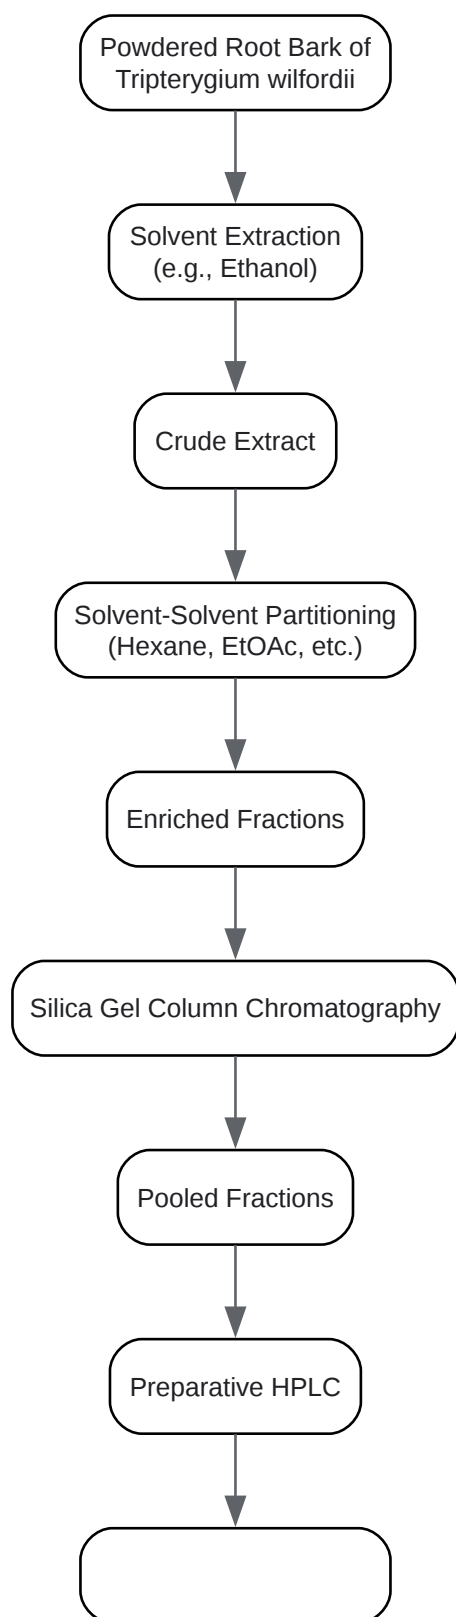 Powdered Root Bark of
Tripterygium wilfordii
Solvent Extraction
(e.g., Ethanol)
Crude Extract
Solvent-Solvent Partitioning
(Hexane, EtOAc, etc.)
Enriched Fractions
Silica Gel Column Chromatography
Pooled Fractions
Preparative HPLC